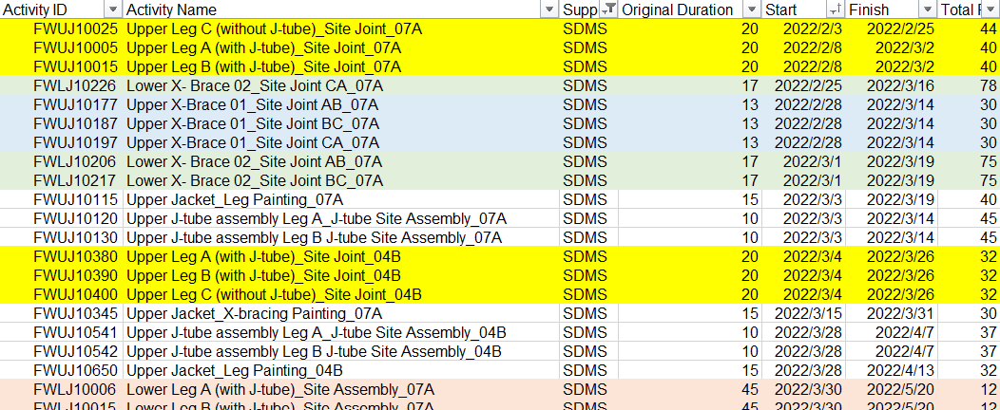 Activity ID Activity Name Supp Original Duration Start Finish Total F
FWUJ10025 Upper Leg C (without J-tube)_Site Joint_07A SDMS 20 2022/2/3 2022/2/25 44
FWUJ10005 Upper Leg A (with J-tube)_Site Joint_07A SDMS 20 2022/2/8 2022/3/2 40
FWUJ10015 Upper Leg B (with J-tube)_Site Joint_07A SDMS 20 2022/2/8 2022/3/2 40
FWLJ10226 Lower X- Brace 02_Site Joint CA_07A SDMS 17 2022/2/25 2022/3/16 78
FWUJ10177 Upper X-Brace 01_Site Joint AB_07A SDMS 13 2022/2/28 2022/3/14 30
FWUJ10187 Upper X-Brace 01_Site Joint BC_07A SDMS 13 2022/2/28 2022/3/14 30
FWUJ10197 Upper X-Brace 01_Site Joint CA_07A SDMS 13 2022/2/28 2022/3/14 30
FWLJ10206 Lower X- Brace 02_Site Joint AB_07A SDMS 17 2022/3/1 2022/3/19 75
FWLJ10217 Lower X- Brace 02_Site Joint BC_07A SDMS 17 2022/3/1 2022/3/19 75
FWUJ10115 Upper Jacket_Leg Painting_07A SDMS 15 2022/3/3 2022/3/19 40
FWUJ10120 Upper J-tube assembly Leg A_J-tube Site Assembly_07A SDMS 10 2022/3/3 2022/3/14 45
FWUJ10130 Upper J-tube assembly Leg B J-tube Site Assembly_07A SDMS 10 2022/3/3 2022/3/14 45
FWUJ10380 Upper Leg A (with J-tube)_Site Joint_04B SDMS 20 2022/3/4 2022/3/26 32
FWUJ10390 Upper Leg B (with J-tube)_Site Joint_04B SDMS 20 2022/3/4 2022/3/26 32
FWUJ10400 Upper Leg C (without J-tube)_Site Joint_04B SDMS 20 2022/3/4 2022/3/26 32
FWUJ10345 Upper Jacket_X-bracing Painting_07A SDMS 15 2022/3/15 2022/3/31 30
FWUJ10541 Upper J-tube assembly Leg A_J-tube Site Assembly_04B SDMS 10 2022/3/28 2022/4/7 37
FWUJ10542 Upper J-tube assembly Leg B J-tube Site Assembly_04B SDMS 10 2022/3/28 2022/4/7 37
FWUJ10650 Upper Jacket_Leg Painting_04B SDMS 15 2022/3/28 2022/4/13 32
FWLJ10006 Lower Leg A (with J-tube)_Site Assembly_07A SDMS 45 2022/3/30 2022/5/20 12
FWLJ10015 Lower Leg B (with J-tube)_Site Assembly_07A SDMS 45 2022/3/30 2022/5/20 12